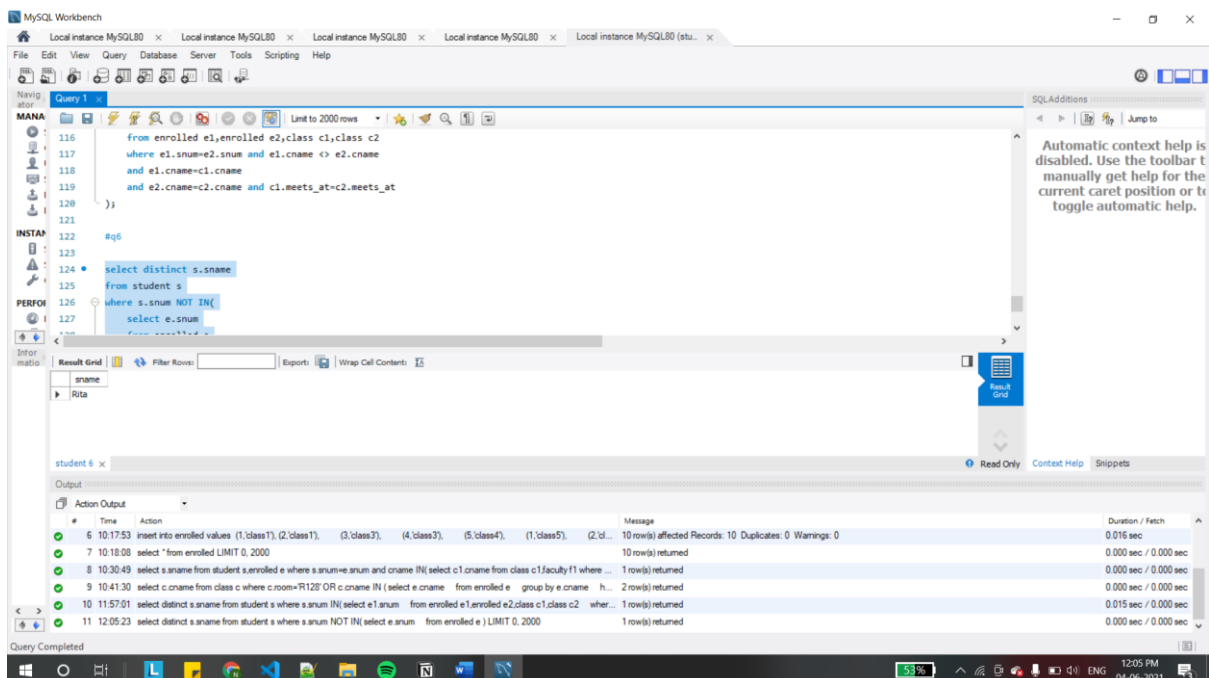 MySQL Workbench
Local instance MySQL80 × Local instance MySQL80 × Local instance MySQL80 × Local instance MySQL80 × Local instance MySQL80 (stu... ×
File Edit View Query Database Server Tools Scripting Help
Navig
ator
Query 1 ×
SQLAdditions
MANA
Limit to 2000 rows
Jump to
116 from enrolled e1,enrolled e2,class c1,class c2
117 where e1.snum=e2.snum and e1.cname <> e2.cname
118 and e1.cname=c1.cname
119 and e2.cname=c2.cname and c1.meets_at=c2.meets_at
120 );
121
INSTAN
122 #q6
123
124 select distinct s.sname
125 from student s
PERFOR
126 where s.snum NOT IN(
127 select e.snum
Automatic context help is
disabled. Use the toolbar t
manually get help for the
current caret position or to
toggle automatic help.
Infor
matio
Result Grid Filter Rows: Export: Wrap Cell Content:
sname
Rita
Result
Grid
student 6 ×
Read Only
Context Help Snippets
Output
Action Output
# Time Action Message Duration / Fetch
6 10:17:53 insert into enrolled values (1,'class1'), (2,'class1'), (3,'class3'), (4,'class3'), (5,'class4'), (1,'class5'), (2,'cl... 10 row(s) affected Records: 10 Duplicates: 0 Warnings: 0 0.016 sec
7 10:18:08 select * from enrolled LIMIT 0, 2000 10 row(s) returned 0.000 sec / 0.000 sec
8 10:30:49 select s.sname from student s,enrolled e where s.snum=e.snum and cname IN( select c1.cname from class c1,faculty f1 where ... 1 row(s) returned 0.000 sec / 0.000 sec
9 10:41:30 select c.cname from class c where c.room='R128' OR c.cname IN ( select e.cname from enrolled e group by e.cname h... 2 row(s) returned 0.000 sec / 0.000 sec
10 11:57:01 select distinct s.sname from student s where s.snum IN( select e1.snum from enrolled e1,enrolled e2,class c1,class c2 wher... 1 row(s) returned 0.015 sec / 0.000 sec
11 12:05:23 select distinct s.sname from student s where s.snum NOT IN( select e.snum from enrolled e ) LIMIT 0, 2000 1 row(s) returned 0.000 sec / 0.000 sec
Query Completed
53%
ENG
12:05 PM
04-06-2021